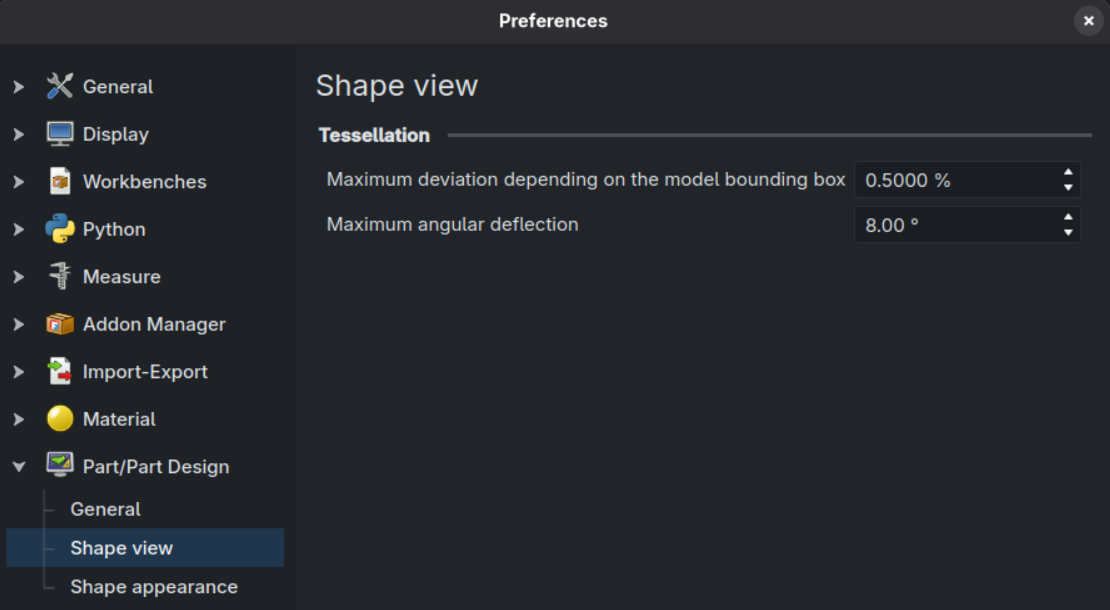 Preferences
General
Display
Workbenches
Python
Measure
Addon Manager
Import-Export
Material
Part/Part Design
General
Shape view
Shape appearance
Shape view
Tessellation
Maximum deviation depending on the model bounding box 0.5000 %
Maximum angular deflection 8.00 °